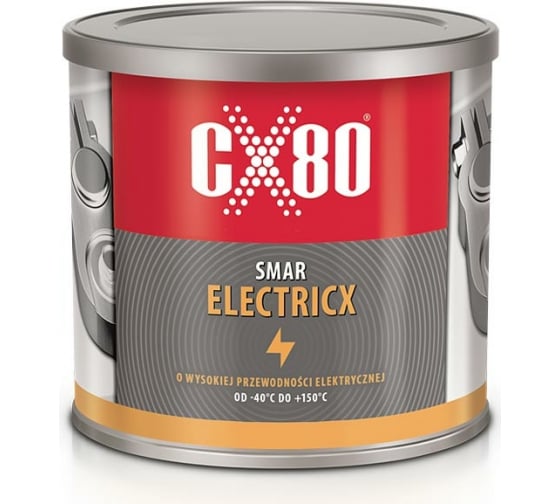 CX80®
SMAR
ELECTRICX
O WYSOKIEJ PRZEWODNOŚCI ELEKTRYCZNEJ
OD -40°C DO +150°C